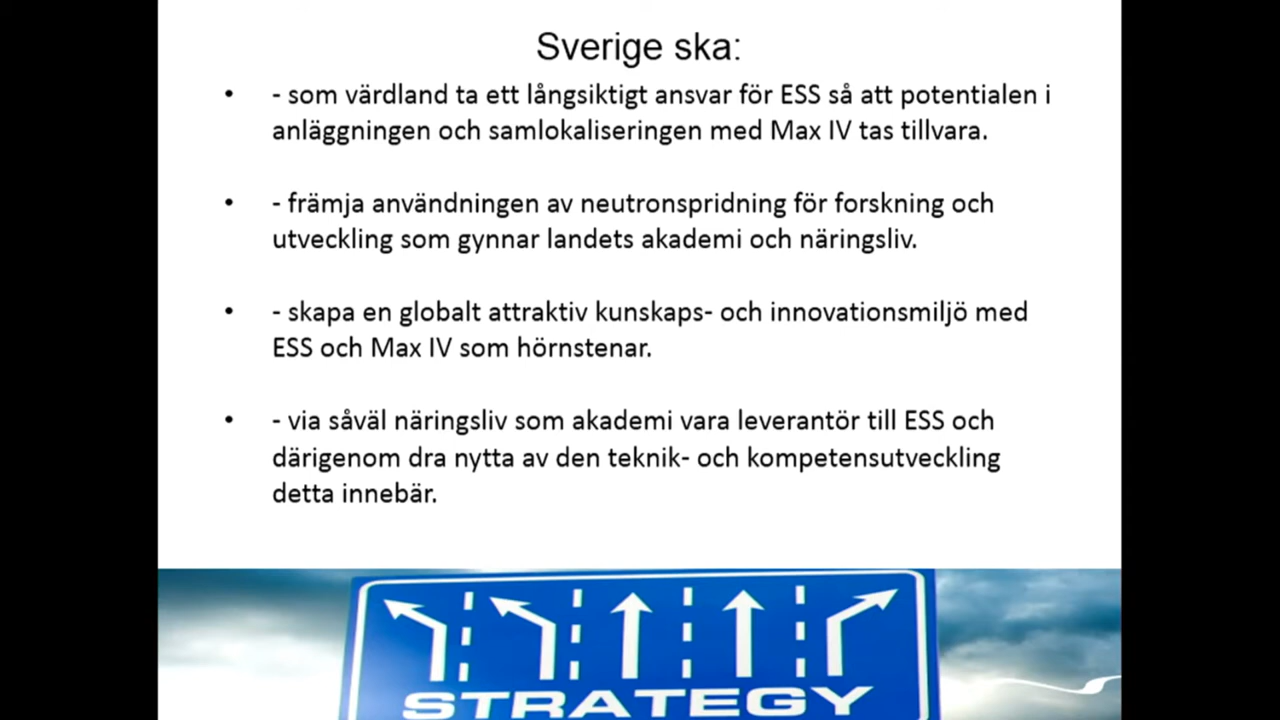 Sverige ska:
• - som värdland ta ett långsiktigt ansvar för ESS så att potentialen i
anläggningen och samlokaliseringen med Max IV tas tillvara.
• - främja användningen av neutronspridning för forskning och
utveckling som gynnar landets akademi och näringsliv.
• - skapa en globalt attraktiv kunskaps- och innovationsmiljö med
ESS och Max IV som hörnstenar.
• - via såväl näringsliv som akademi vara leverantör till ESS och
därigenom dra nytta av den teknik- och kompetensutveckling
detta innebär.
STRATEGY